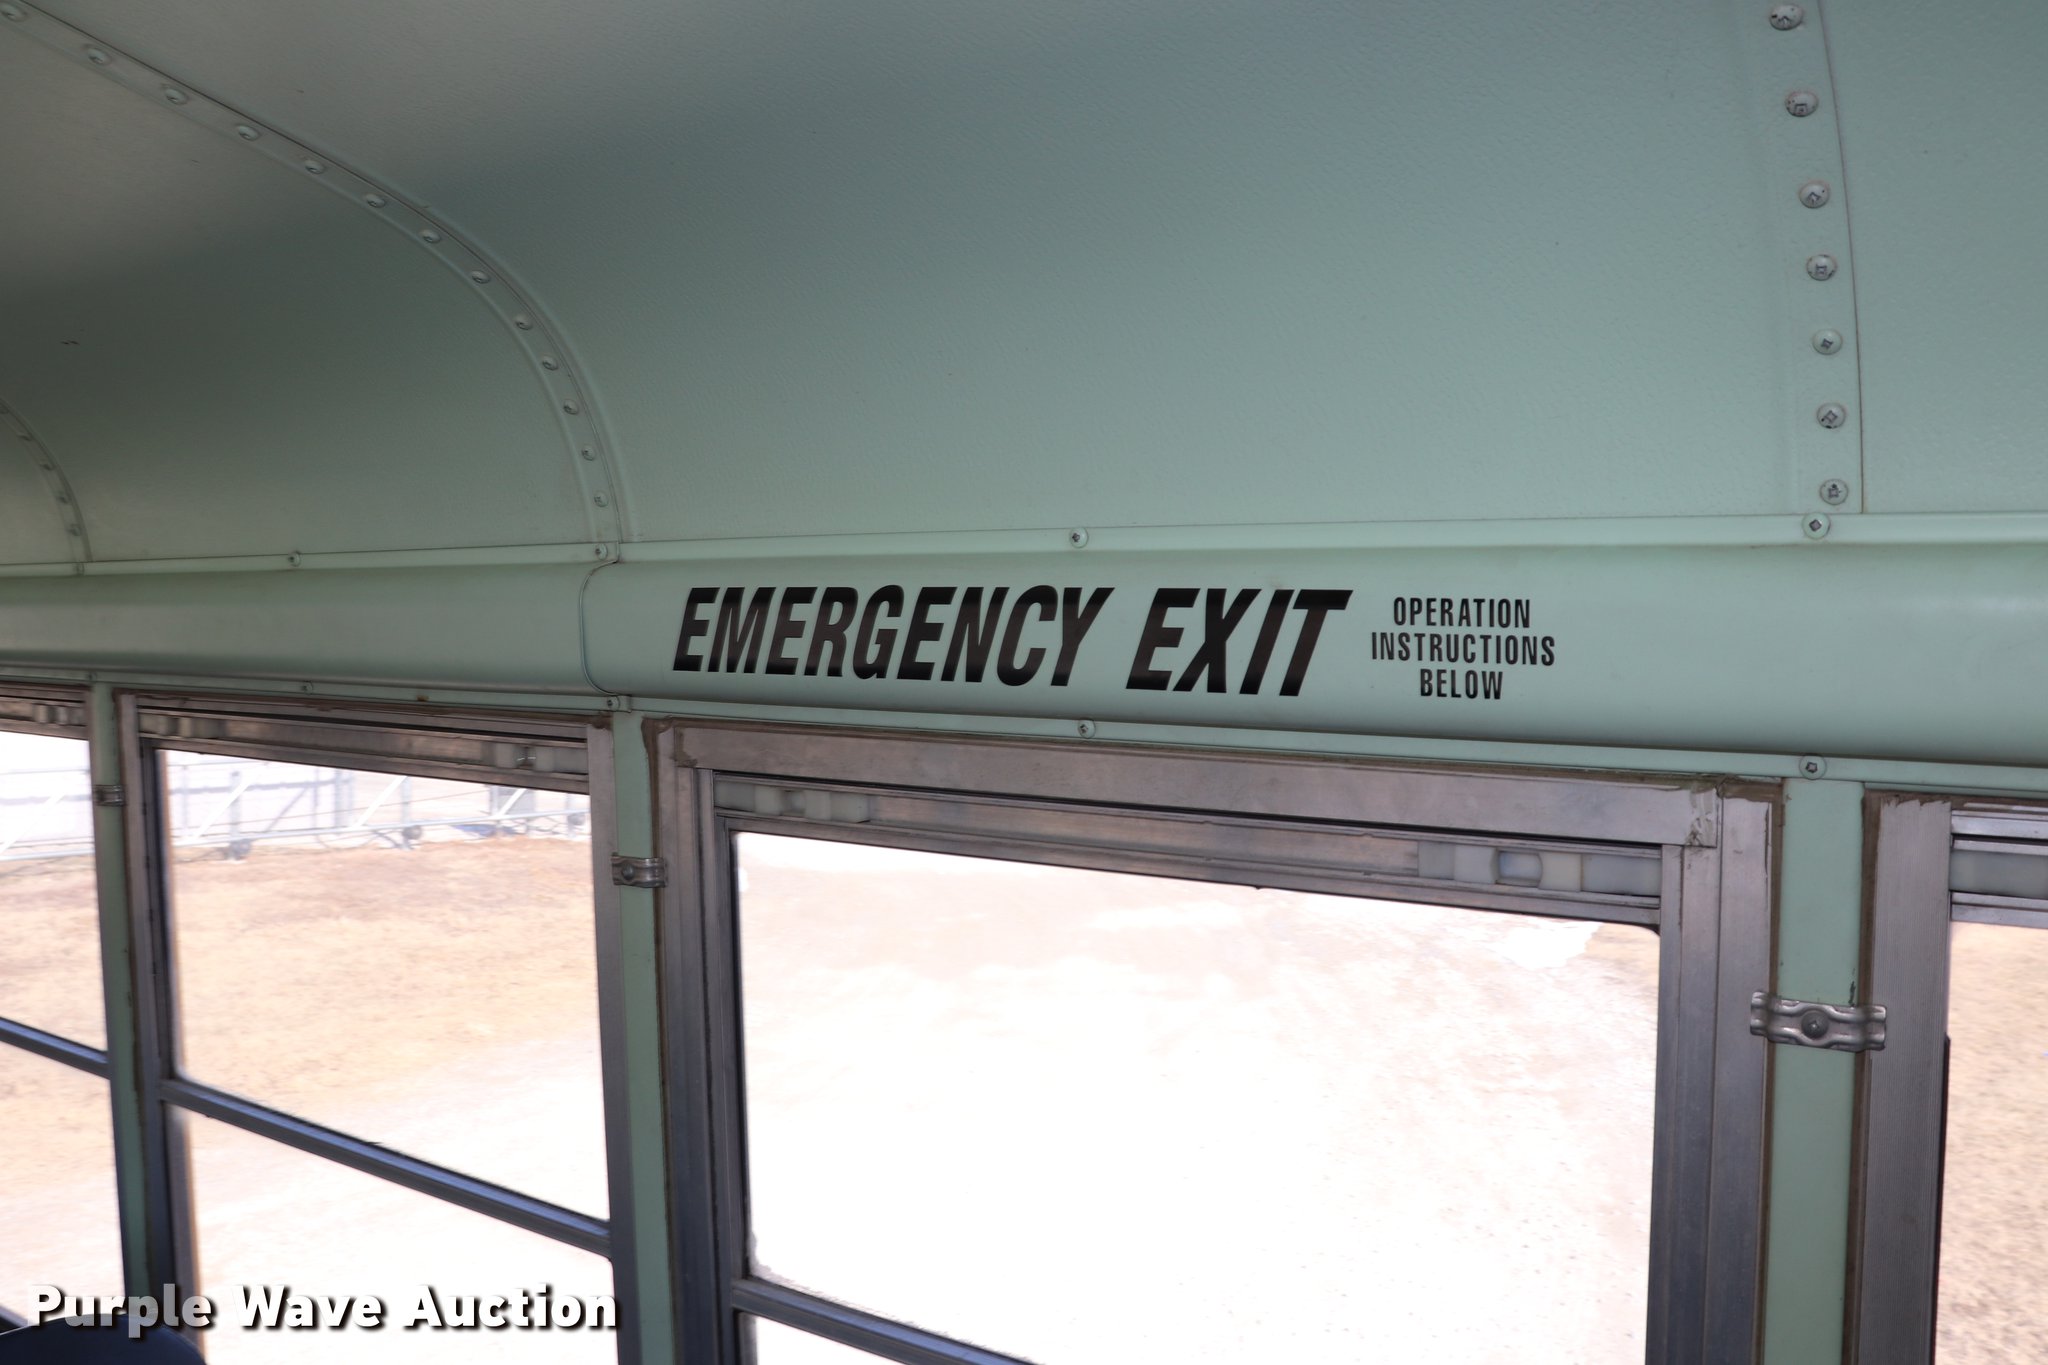 EMERGENCY EXIT
OPERATION
INSTRUCTIONS
BELOW
Purple Wave Auction